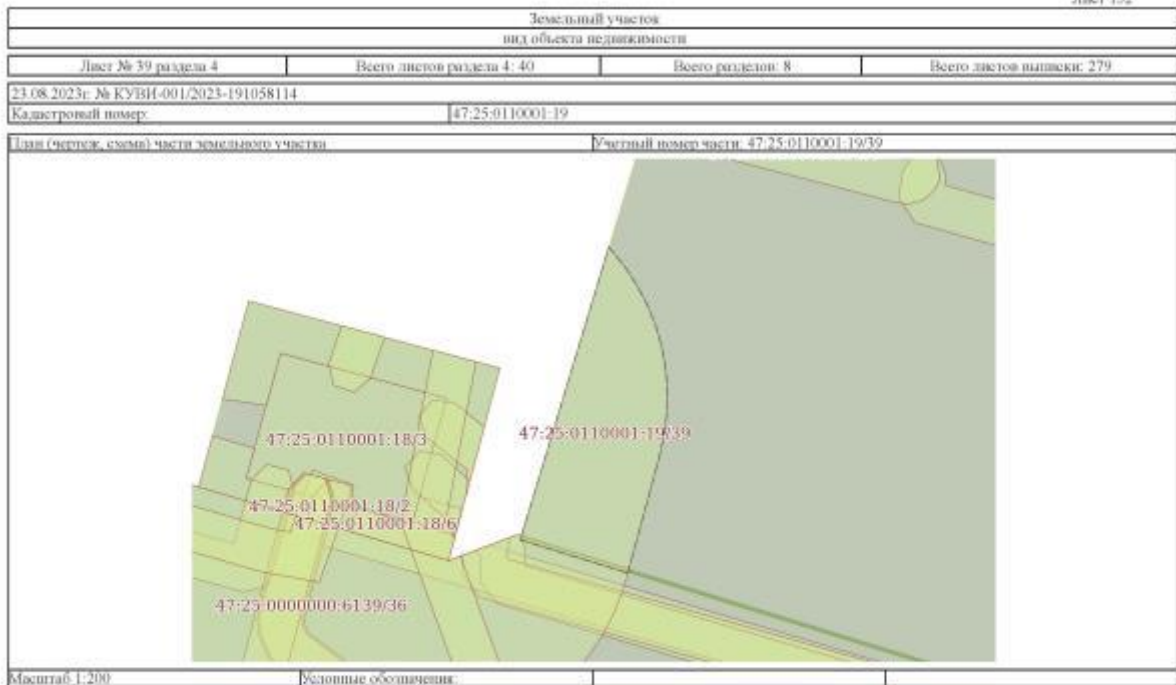 Лист 152
Земельный участок
вид объекта недвижимости
Лист № 39 раздела 4 Всего листов раздела 4: 40 Всего разделов: 8 Всего листов выписки: 279
23.08.2023г. № КУВИ-001/2023-191058114
Кадастровый номер: 47:25:0110001:19
План (чертеж, схема) части земельного участка Учетный номер части: 47:25:0110001:19/39
47:25:0110001:19/39
47:25:0110001:18/3
47:25:0110001:18/2
47:25:0110001:18/6
47:25:0000000:6139/36
Масштаб 1:200 Условные обозначения: